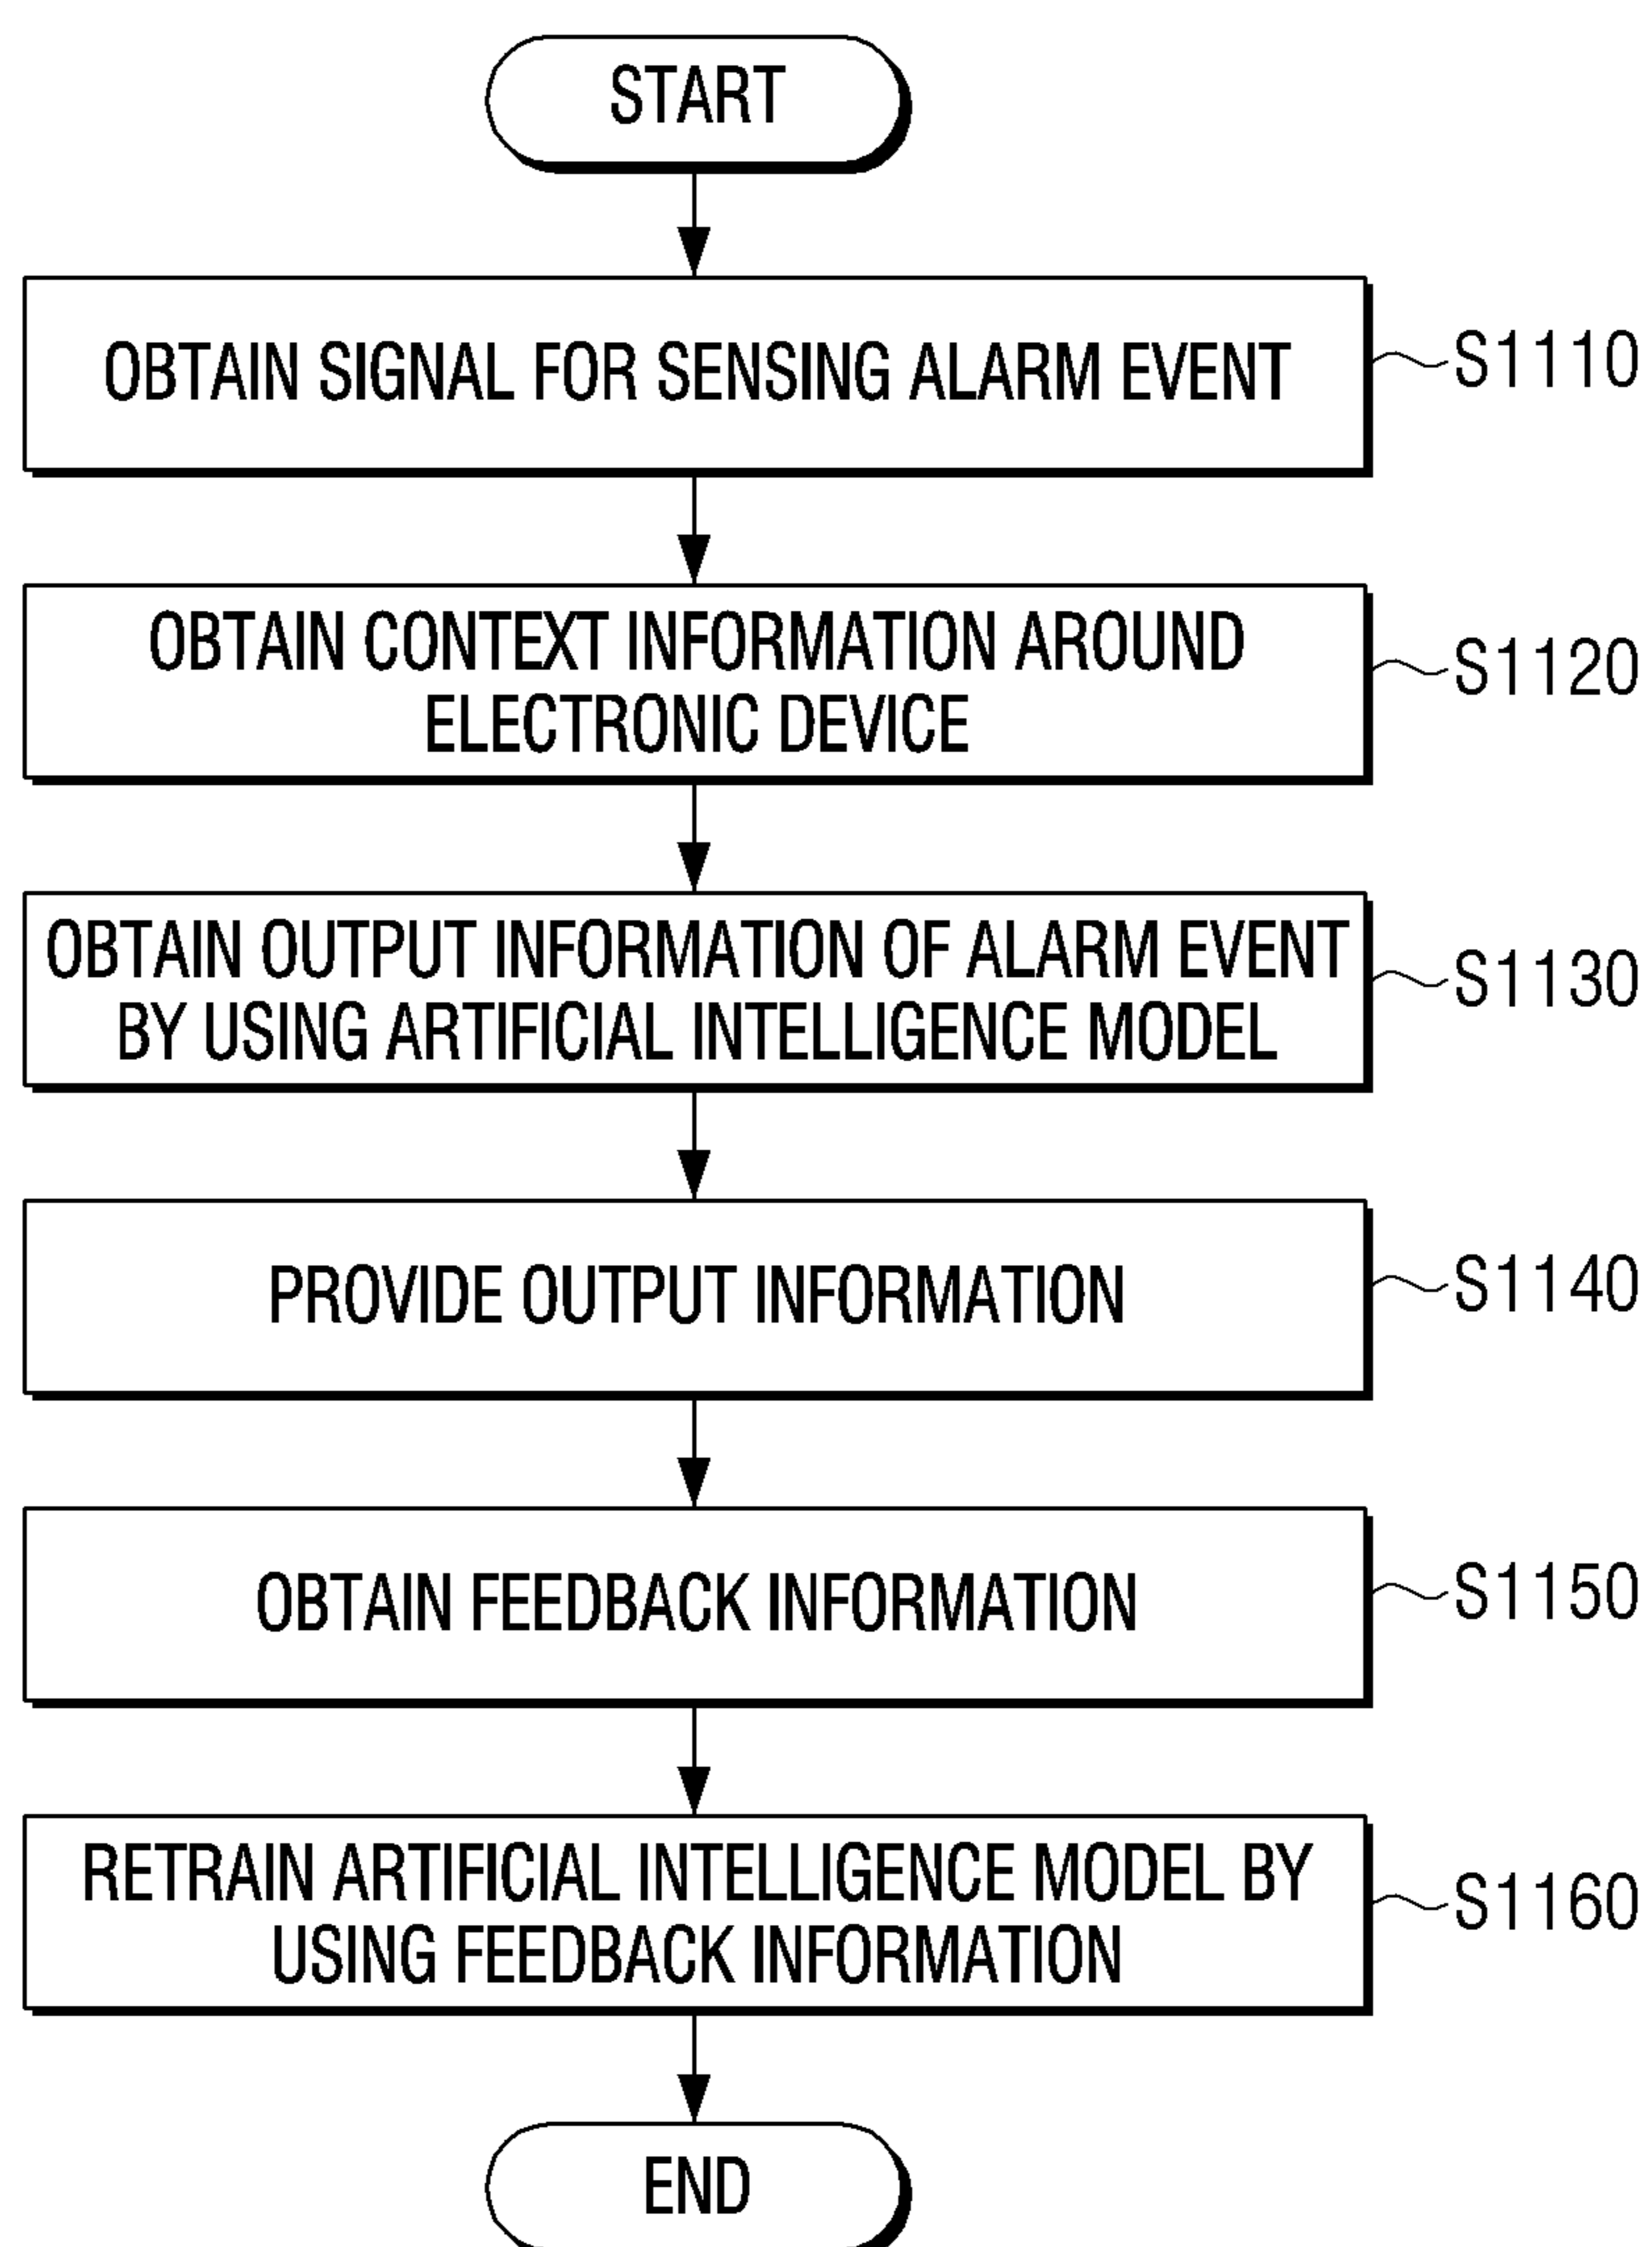 START
OBTAIN SIGNAL FOR SENSING ALARM EVENT
S1110
OBTAIN CONTEXT INFORMATION AROUND
ELECTRONIC DEVICE
S1120
OBTAIN OUTPUT INFORMATION OF ALARM EVENT
BY USING ARTIFICIAL INTELLIGENCE MODEL
S1130
PROVIDE OUTPUT INFORMATION
S1140
OBTAIN FEEDBACK INFORMATION
S1150
RETRAIN ARTIFICIAL INTELLIGENCE MODEL BY
USING FEEDBACK INFORMATION
S1160
END